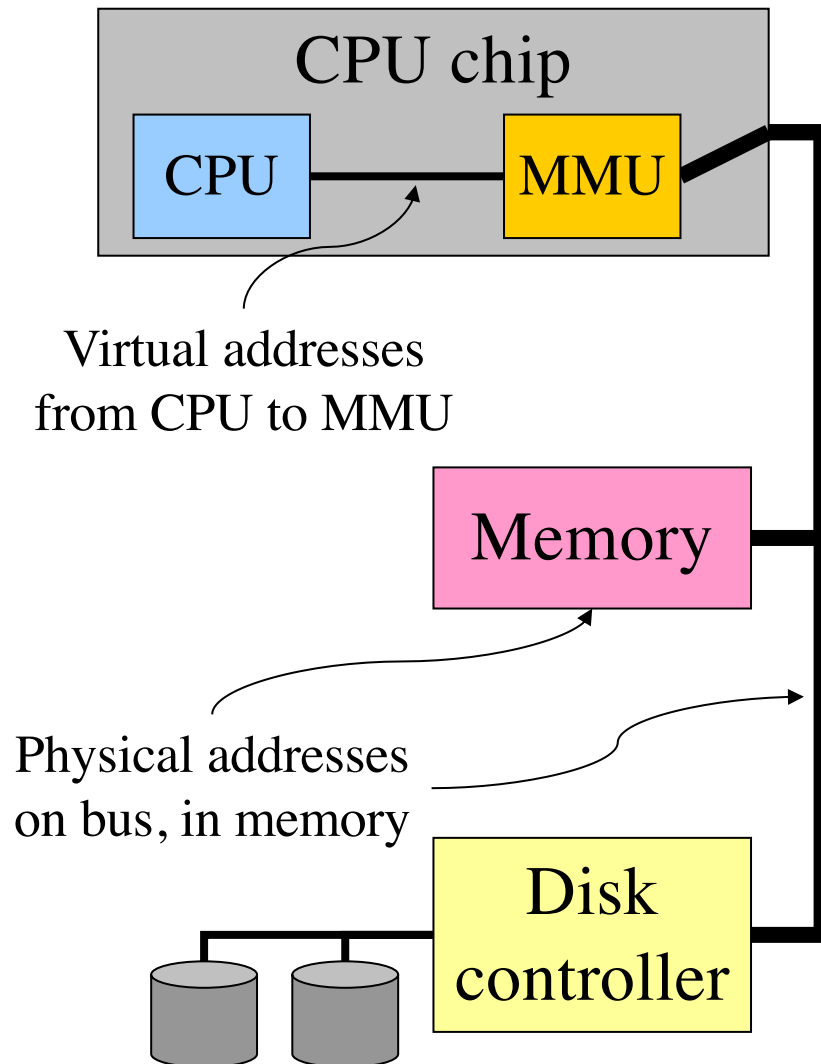 CPU chip
CPU
MMU
Virtual addresses
from CPU to MMU
Memory
Physical addresses
on bus, in memory
Disk
controller